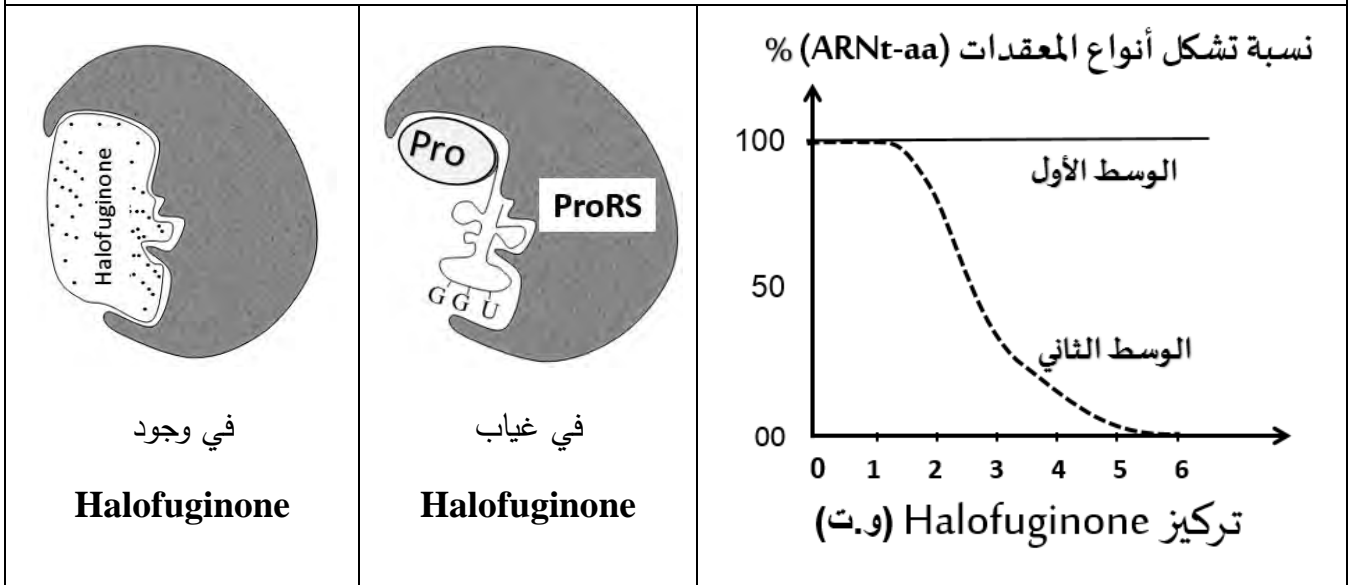 Halofuginone
في وجود
Halofuginone
Pro
ProRS
G G U
في غياب
Halofuginone
نسبة تشكل أنواع المعقدات (ARNt-aa) %
100
الوسط الأول
50
الوسط الثاني
00
0 1 2 3 4 5 6
تركيز Halofuginone (و.ت)